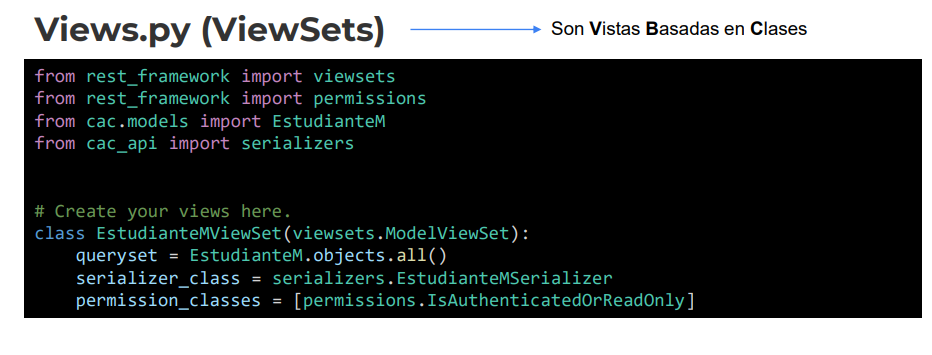 Views.py (ViewSets)
Son Vistas Basadas en Clases
from rest_framework import viewsets
from rest_framework import permissions
from cac.models import EstudianteM
from cac_api import serializers
# Create your views here.
class EstudianteMViewSet(viewsets.ModelViewSet):
    queryset = EstudianteM.objects.all()
    serializer_class = serializers.EstudianteMSerializer
    permission_classes = [permissions.IsAuthenticatedOrReadOnly]